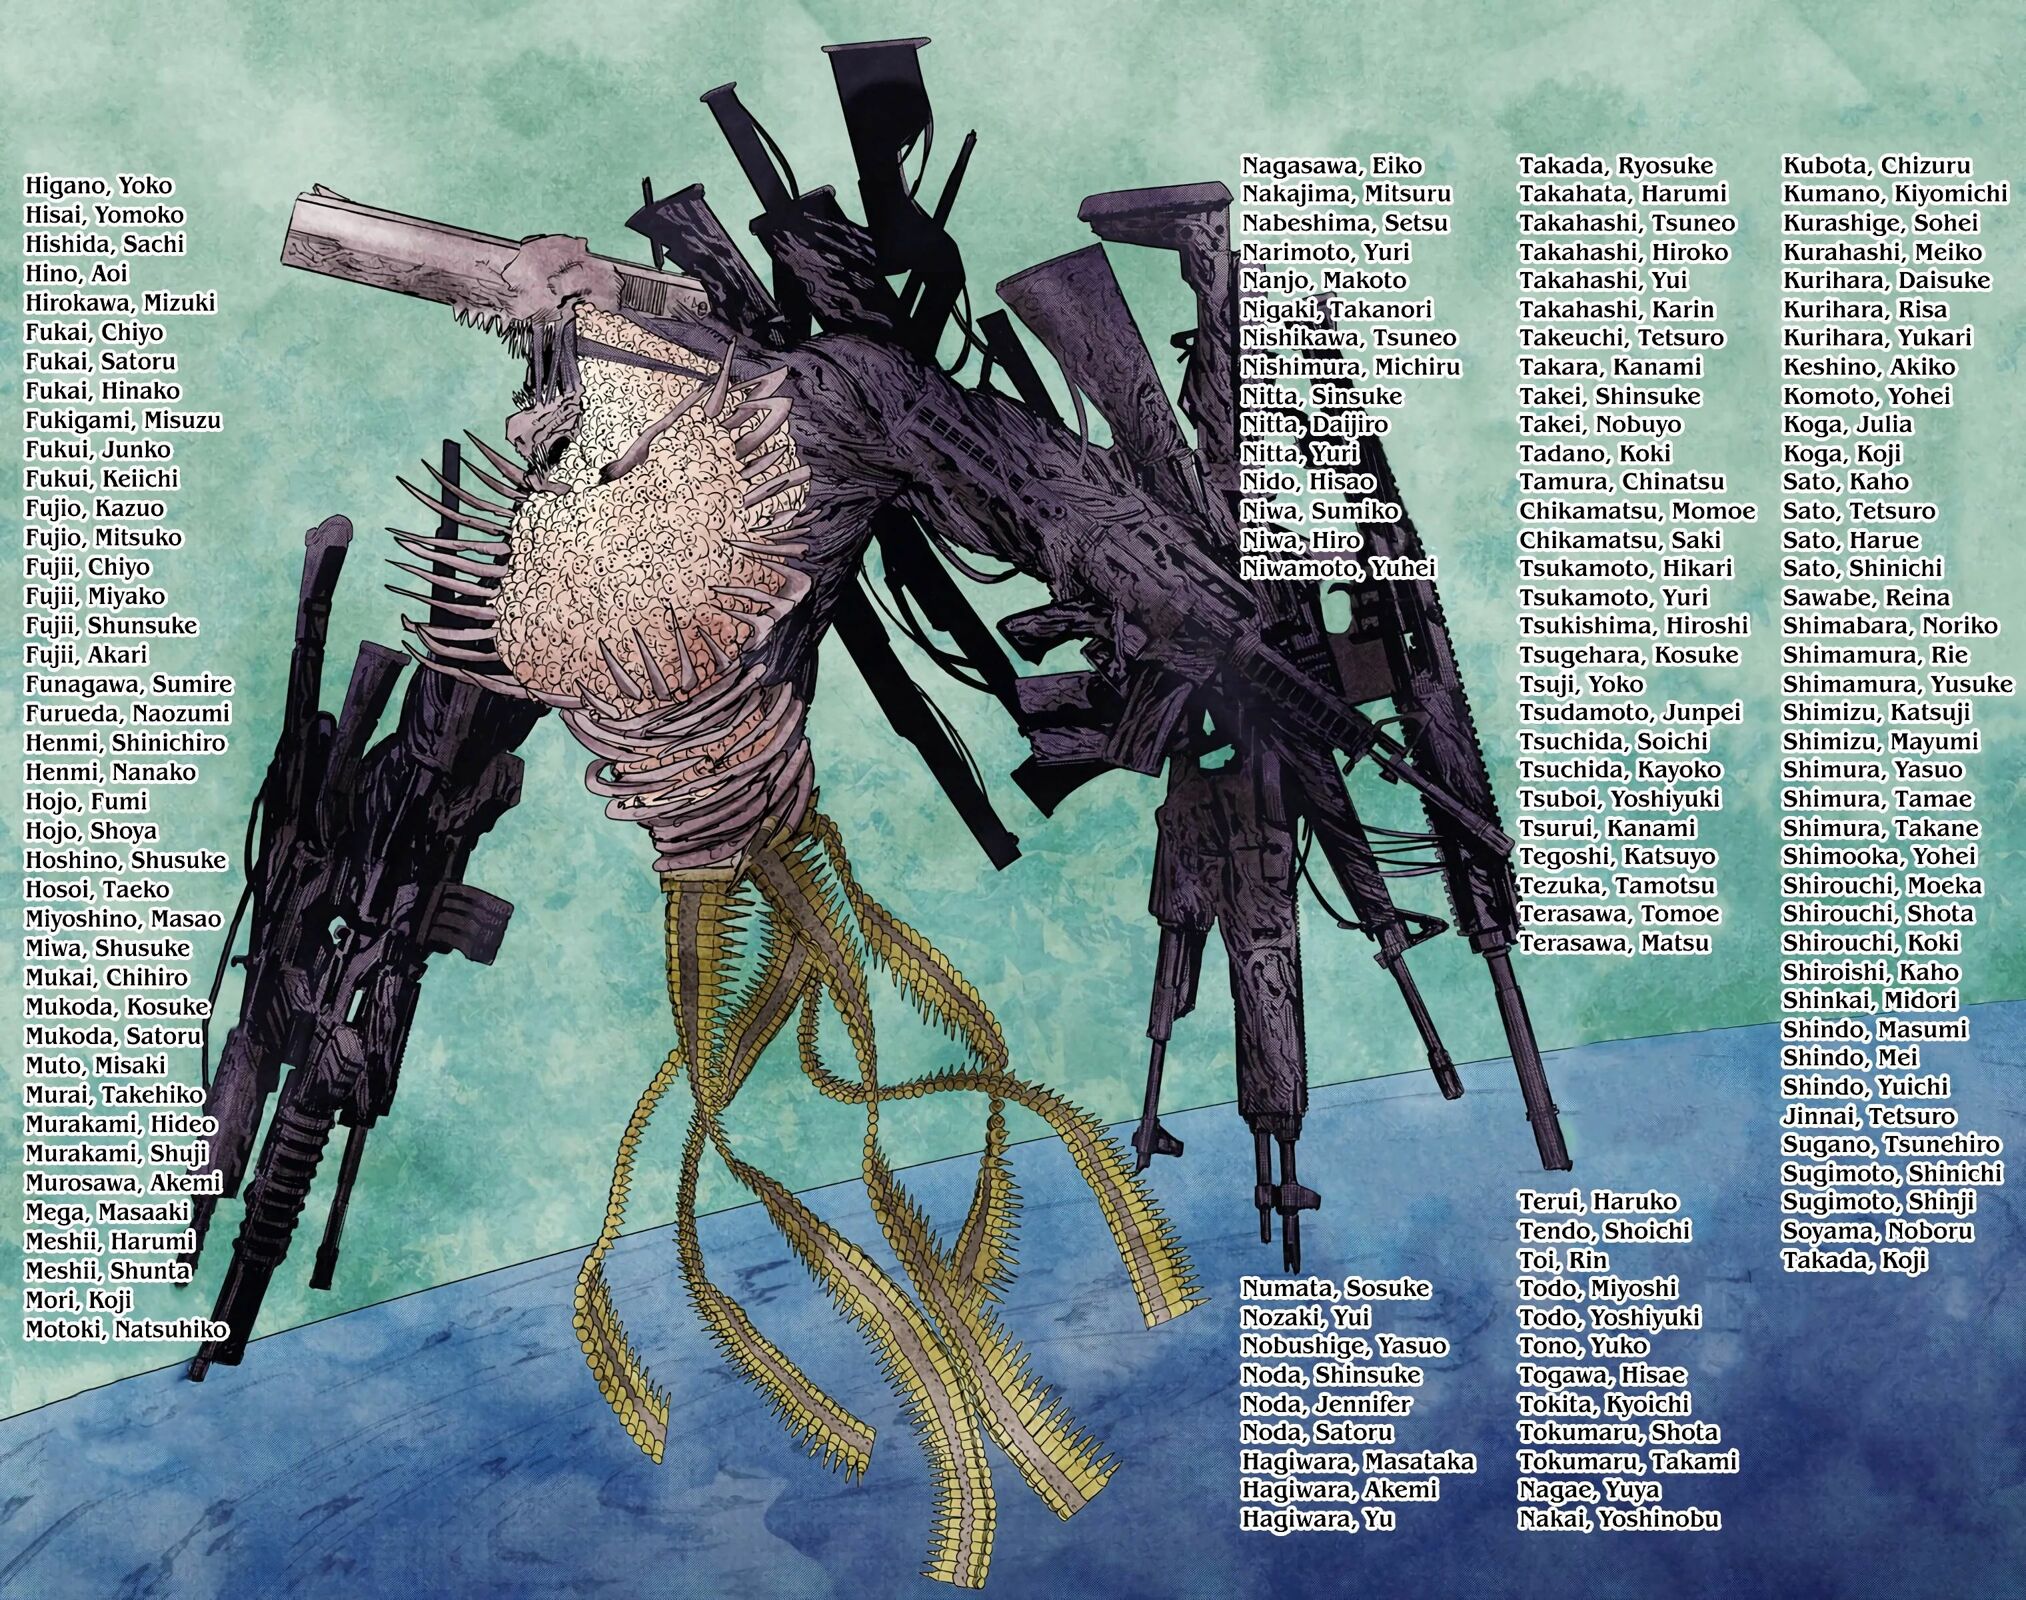 Higano, Yoko
Hisai, Yomoko
Hishida, Sachi
Hino, Aoi
Hirokawa, Mizuki
Fukai, Chiyo
Fukai, Satoru
Fukai, Hinako
Fukigami, Misuzu
Fukui, Junko
Fukui, Keiichi
Fujio, Kazuo
Fujio, Mitsuko
Fujii, Chiyo
Fujii, Miyako
Fujii, Shunsuke
Fujii, Akari
Funagawa, Sumire
Furueda, Naozumi
Henmi, Shinichiro
Henmi, Nanako
Hojo, Fumi
Hojo, Shoya
Hoshino, Shusuke
Hosoi, Taeko
Miyoshino, Masao
Miwa, Shusuke
Mukai, Chihiro
Mukoda, Kosuke
Mukoda, Satoru
Muto, Misaki
Murai, Takehiko
Murakami, Hideo
Murakami, Shuji
Murosawa, Akemi
Mega, Masaaki
Meshii, Harumi
Meshii, Shunta
Mori, Koji
Motoki, Natsuhiko
Nagasawa, Eiko
Nakajima, Mitsuru
Nabeshima, Setsu
Narimoto, Yuri
Nanjo, Makoto
Nigaki, Takanori
Nishikawa, Tsuneo
Nishimura, Michiru
Nitta, Sinsuke
Nitta, Daijiro
Nitta, Yuri
Nido, Hisao
Niwa, Sumiko
Niwa, Hiro
Niwamoto, Yuhei
Numata, Sosuke
Nozaki, Yui
Nobushige, Yasuo
Noda, Shinsuke
Noda, Jennifer
Noda, Satoru
Hagiwara, Masataka
Hagiwara, Akemi
Hagiwara, Yu
Takada, Ryosuke
Takahata, Harumi
Takahashi, Tsuneo
Takahashi, Hiroko
Takahashi, Yui
Takahashi, Karin
Takeuchi, Tetsuro
Takara, Kanami
Takei, Shinsuke
Takei, Nobuyo
Tadano, Koki
Tamura, Chinatsu
Chikamatsu, Momoe
Chikamatsu, Saki
Tsukamoto, Hikari
Tsukamoto, Yuri
Tsukishima, Hiroshi
Tsugehara, Kosuke
Tsuji, Yoko
Tsudamoto, Junpei
Tsuchida, Soichi
Tsuchida, Kayoko
Tsuboi, Yoshiyuki
Tsurui, Kanami
Tegoshi, Katsuyo
Tezuka, Tamotsu
Terasawa, Tomoe
Terasawa, Matsu
Terui, Haruko
Tendo, Shoichi
Toi, Rin
Todo, Miyoshi
Todo, Yoshiyuki
Tono, Yuko
Togawa, Hisae
Tokita, Kyoichi
Tokumaru, Shota
Tokumaru, Takami
Nagae, Yuya
Nakai, Yoshinobu
Kubota, Chizuru
Kumano, Kiyomichi
Kurashige, Sohei
Kurahashi, Meiko
Kurihara, Daisuke
Kurihara, Risa
Kurihara, Yukari
Keshino, Akiko
Komoto, Yohei
Koga, Julia
Koga, Koji
Sato, Kaho
Sato, Tetsuro
Sato, Harue
Sato, Shinichi
Sawabe, Reina
Shimabara, Noriko
Shimamura, Rie
Shimamura, Yusuke
Shimizu, Katsuji
Shimizu, Mayumi
Shimura, Yasuo
Shimura, Tamae
Shimura, Takane
Shimooka, Yohei
Shirouchi, Moeka
Shirouchi, Shota
Shirouchi, Koki
Shiroishi, Kaho
Shinkai, Midori
Shindo, Masumi
Shindo, Mei
Shindo, Yuichi
Jinnai, Tetsuro
Sugano, Tsunehiro
Sugimoto, Shinichi
Sugimoto, Shinji
Soyama, Noboru
Takada, Koji